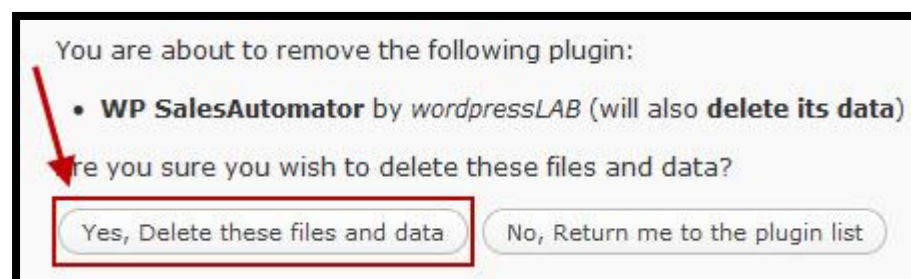 You are about to remove the following plugin:
• WP SalesAutomator by wordpressLAB (will also delete its data)
re you sure you wish to delete these files and data?
Yes, Delete these files and data No, Return me to the plugin list